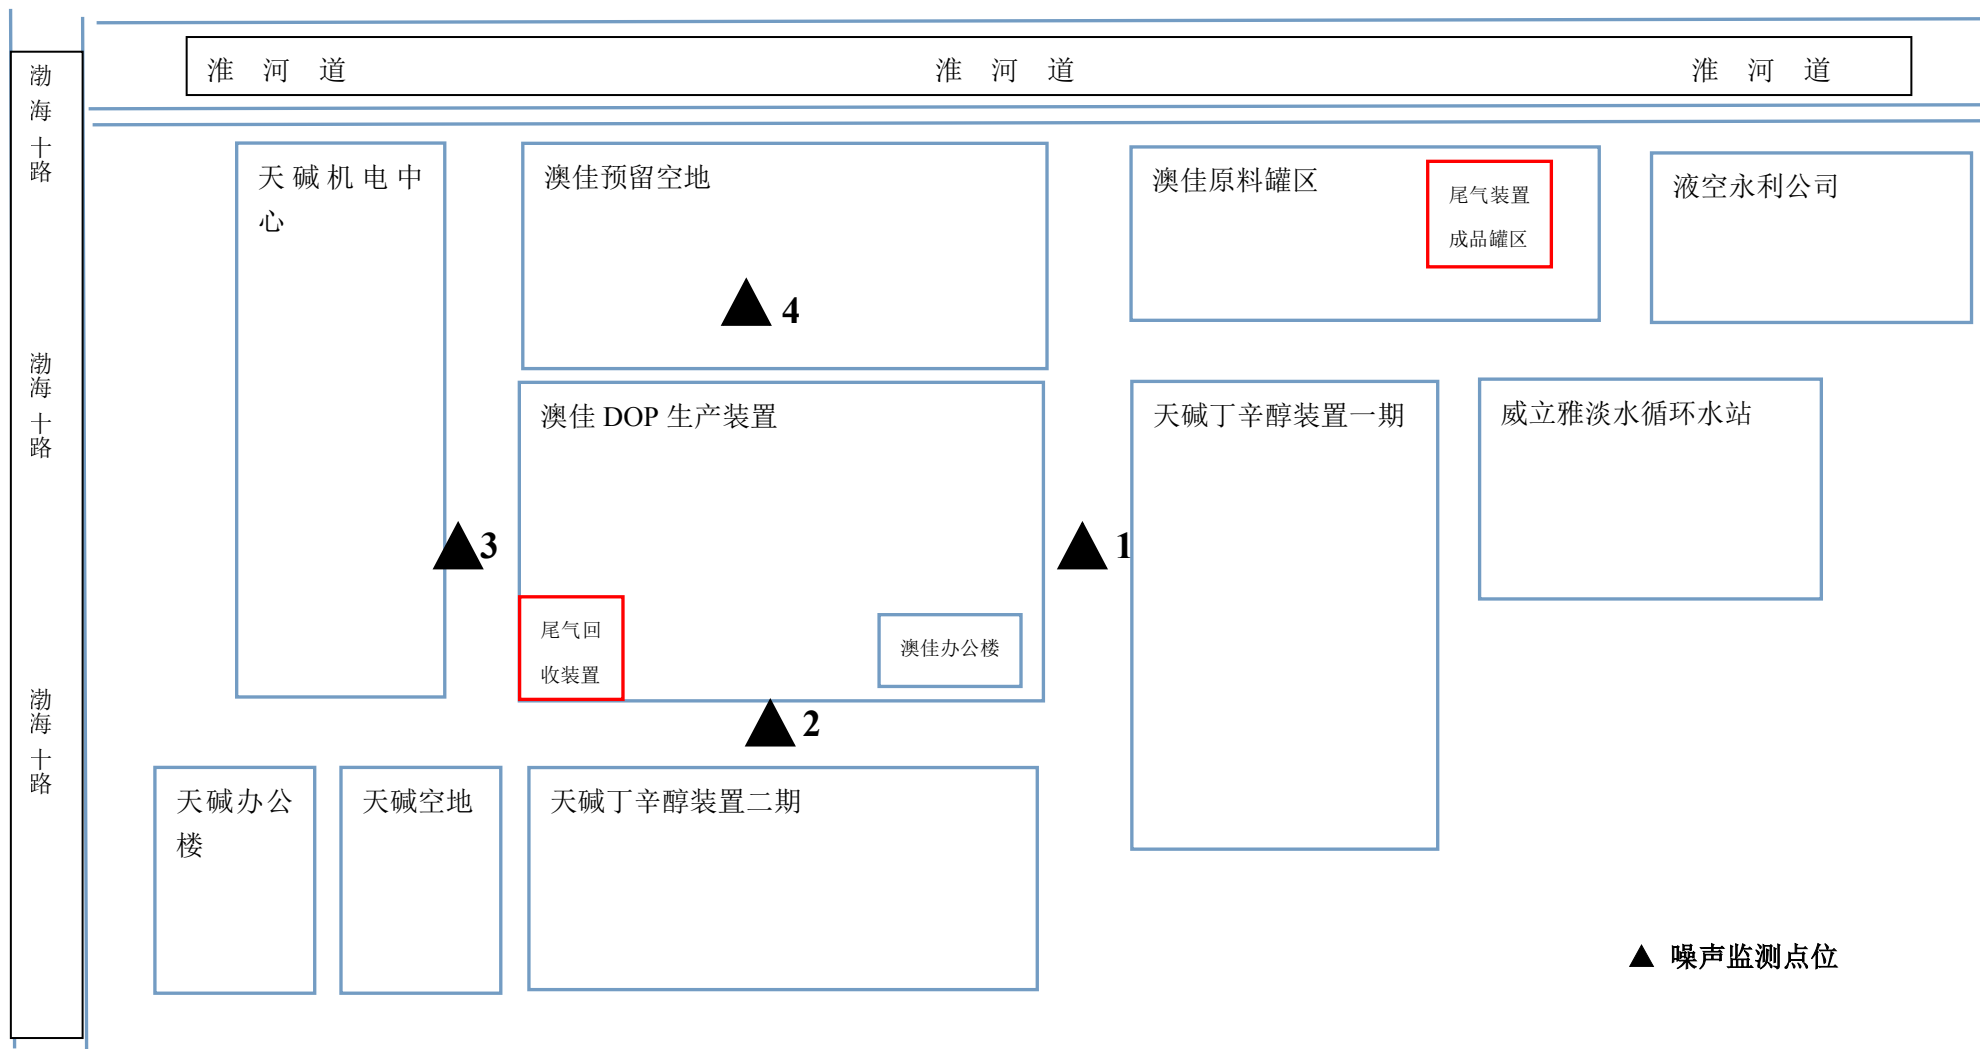 淮 河 道
淮 河 道
淮 河 道
渤海十路
渤海十路
渤海十路
天碱机电中
心
澳佳预留空地
澳佳原料罐区
尾气装置
成品罐区
液空永利公司
4
澳佳 DOP 生产装置
天碱丁辛醇装置一期
威立雅淡水循环水站
3
1
尾气回
收装置
澳佳办公楼
2
天碱办公
楼
天碱空地
天碱丁辛醇装置二期
▲ 噪声监测点位